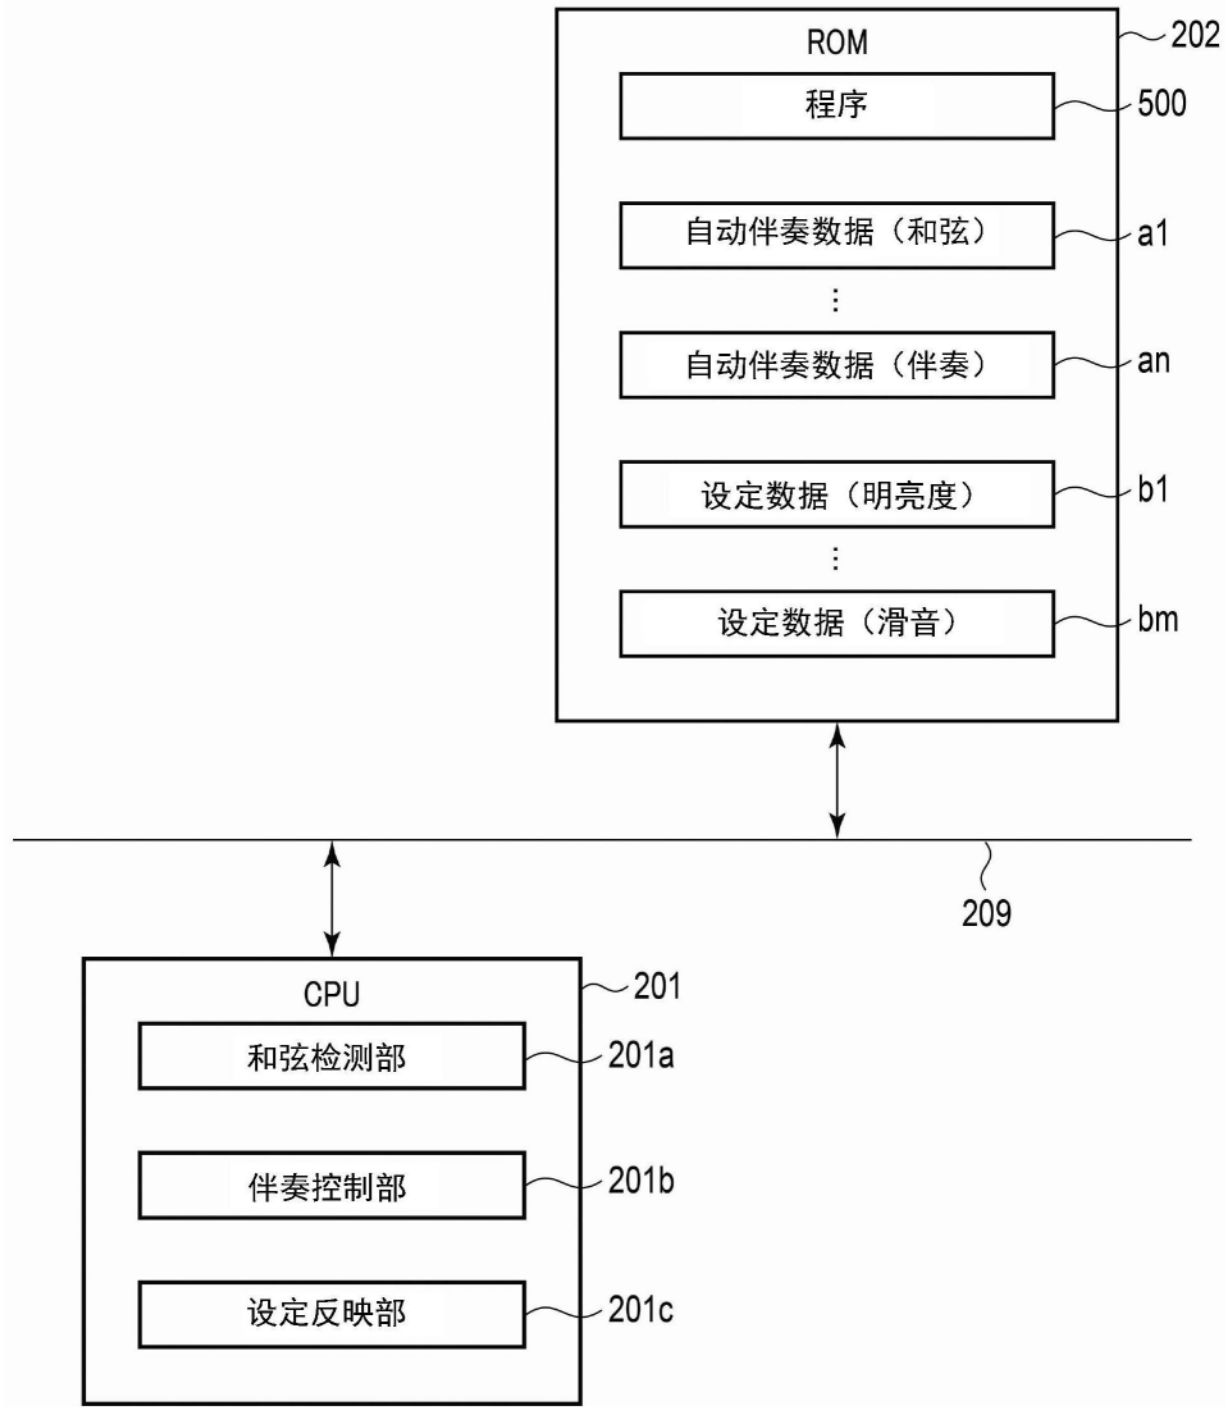 ROM
202
程序
500
自动伴奏数据（和弦）
a1
⋮
自动伴奏数据（伴奏）
an
设定数据（明亮度）
b1
⋮
设定数据（滑音）
bm
209
CPU
201
和弦检测部
201a
伴奏控制部
201b
设定反映部
201c